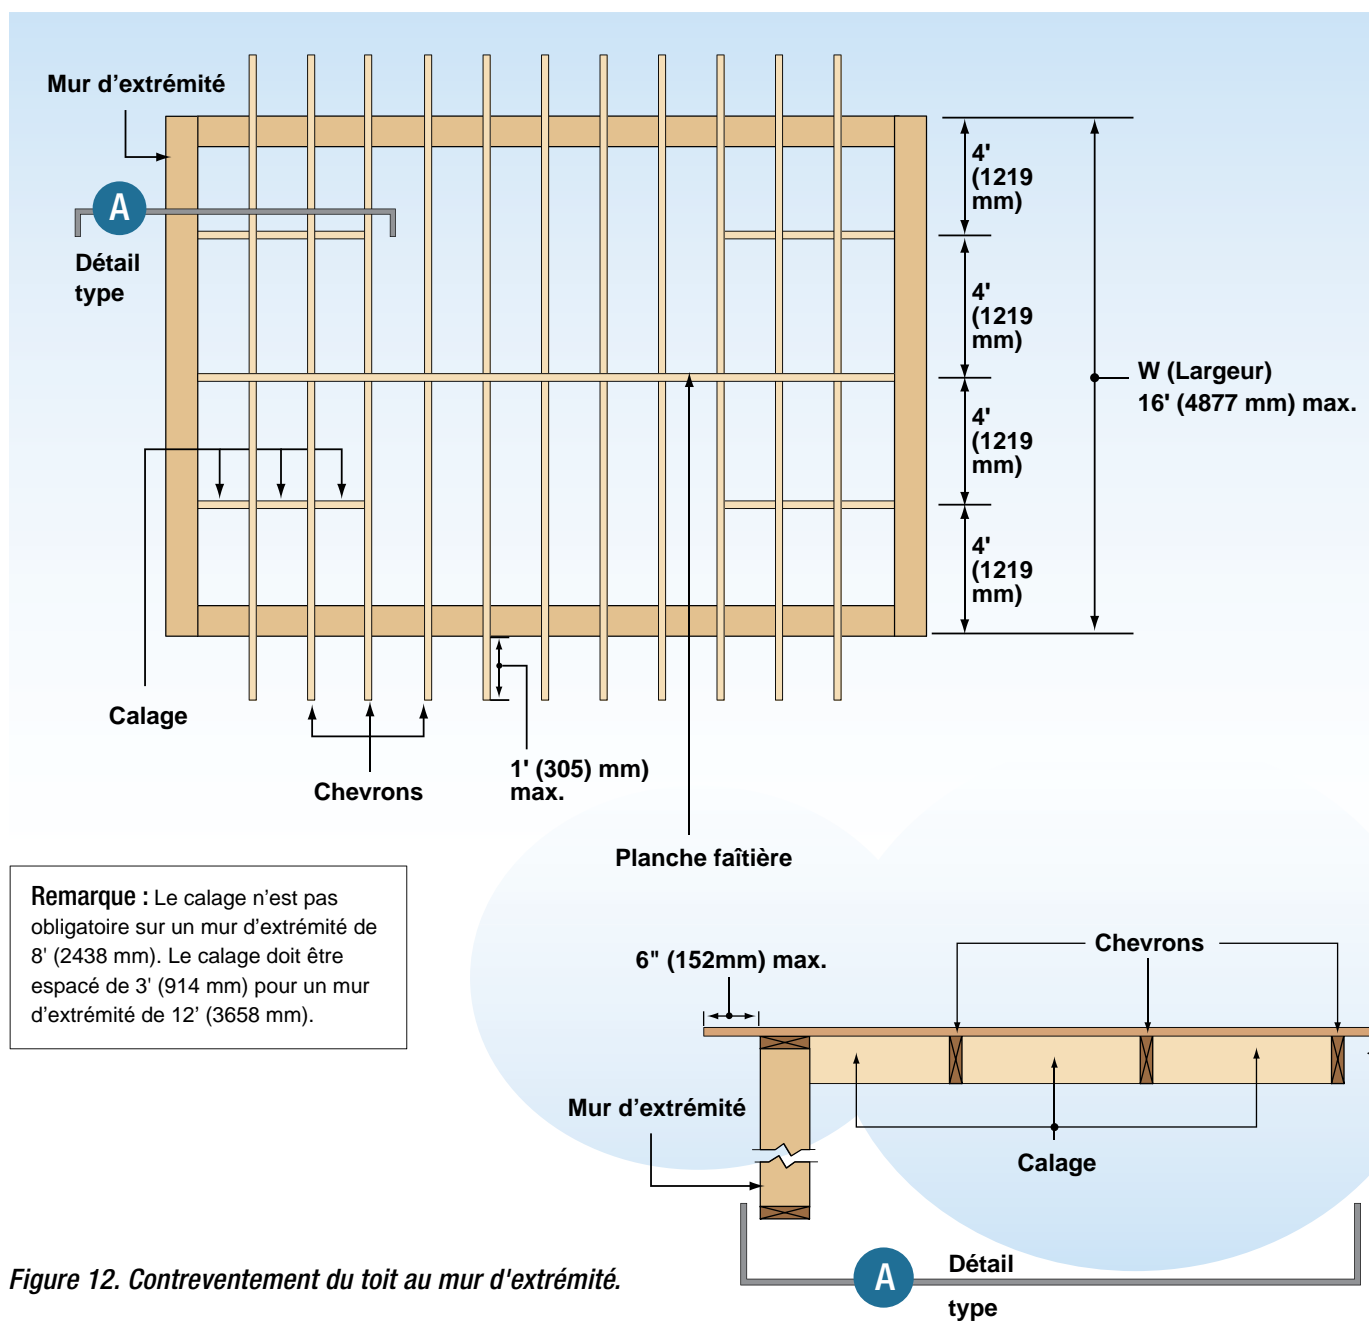 Mur d’extrémité
A
Détail
type
4'
(1219
mm)
4'
(1219
mm)
W (Largeur)
16' (4877 mm) max.
4'
(1219
mm)
4'
(1219
mm)
Calage
Chevrons
1' (305) mm)
max.
Planche faîtière
Remarque : Le calage n’est pas
obligatoire sur un mur d’extrémité de
8' (2438 mm). Le calage doit être
espacé de 3' (914 mm) pour un mur
d’extrémité de 12’ (3658 mm).
Chevrons
6" (152mm) max.
Mur d’extrémité
Calage
A
Détail
type
Figure 12. Contreventement du toit au mur d'extrémité.